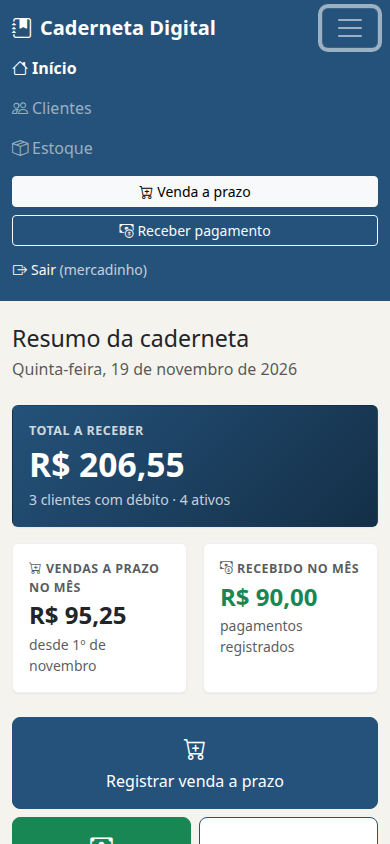 Caderneta Digital
Início
Clientes
Estoque
Venda a prazo
Receber pagamento
Sair (mercadinho)
Resumo da caderneta
Quinta-feira, 19 de novembro de 2026
TOTAL A RECEBER
R$ 206,55
3 clientes com débito · 4 ativos
VENDAS A PRAZO
NO MÊS
R$ 95,25
desde 1º de
novembro
RECEBIDO NO MÊS
R$ 90,00
pagamentos
registrados
Registrar venda a prazo